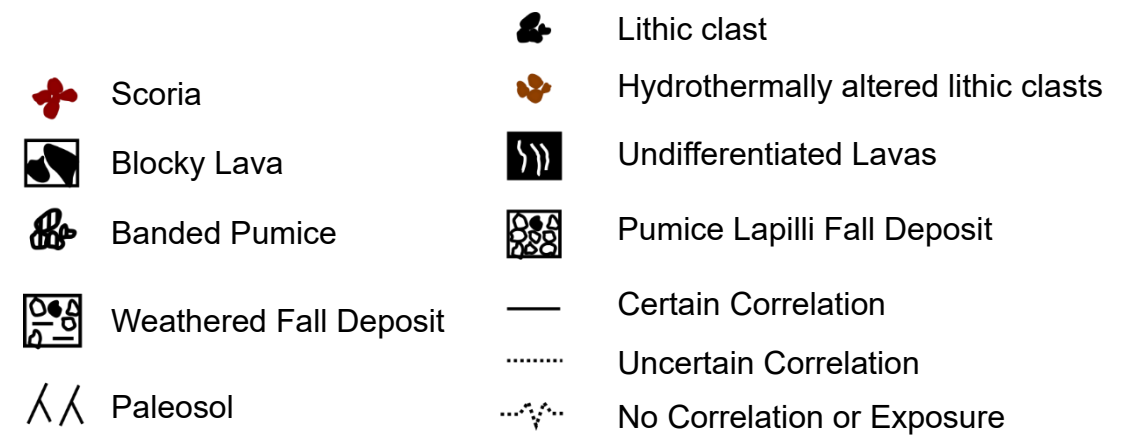 Scoria
Blocky Lava
Banded Pumice
Weathered Fall Deposit
Paleosol
Lithic clast
Hydrothermally altered lithic clasts
Undifferentiated Lavas
Pumice Lapilli Fall Deposit
Certain Correlation
Uncertain Correlation
No Correlation or Exposure